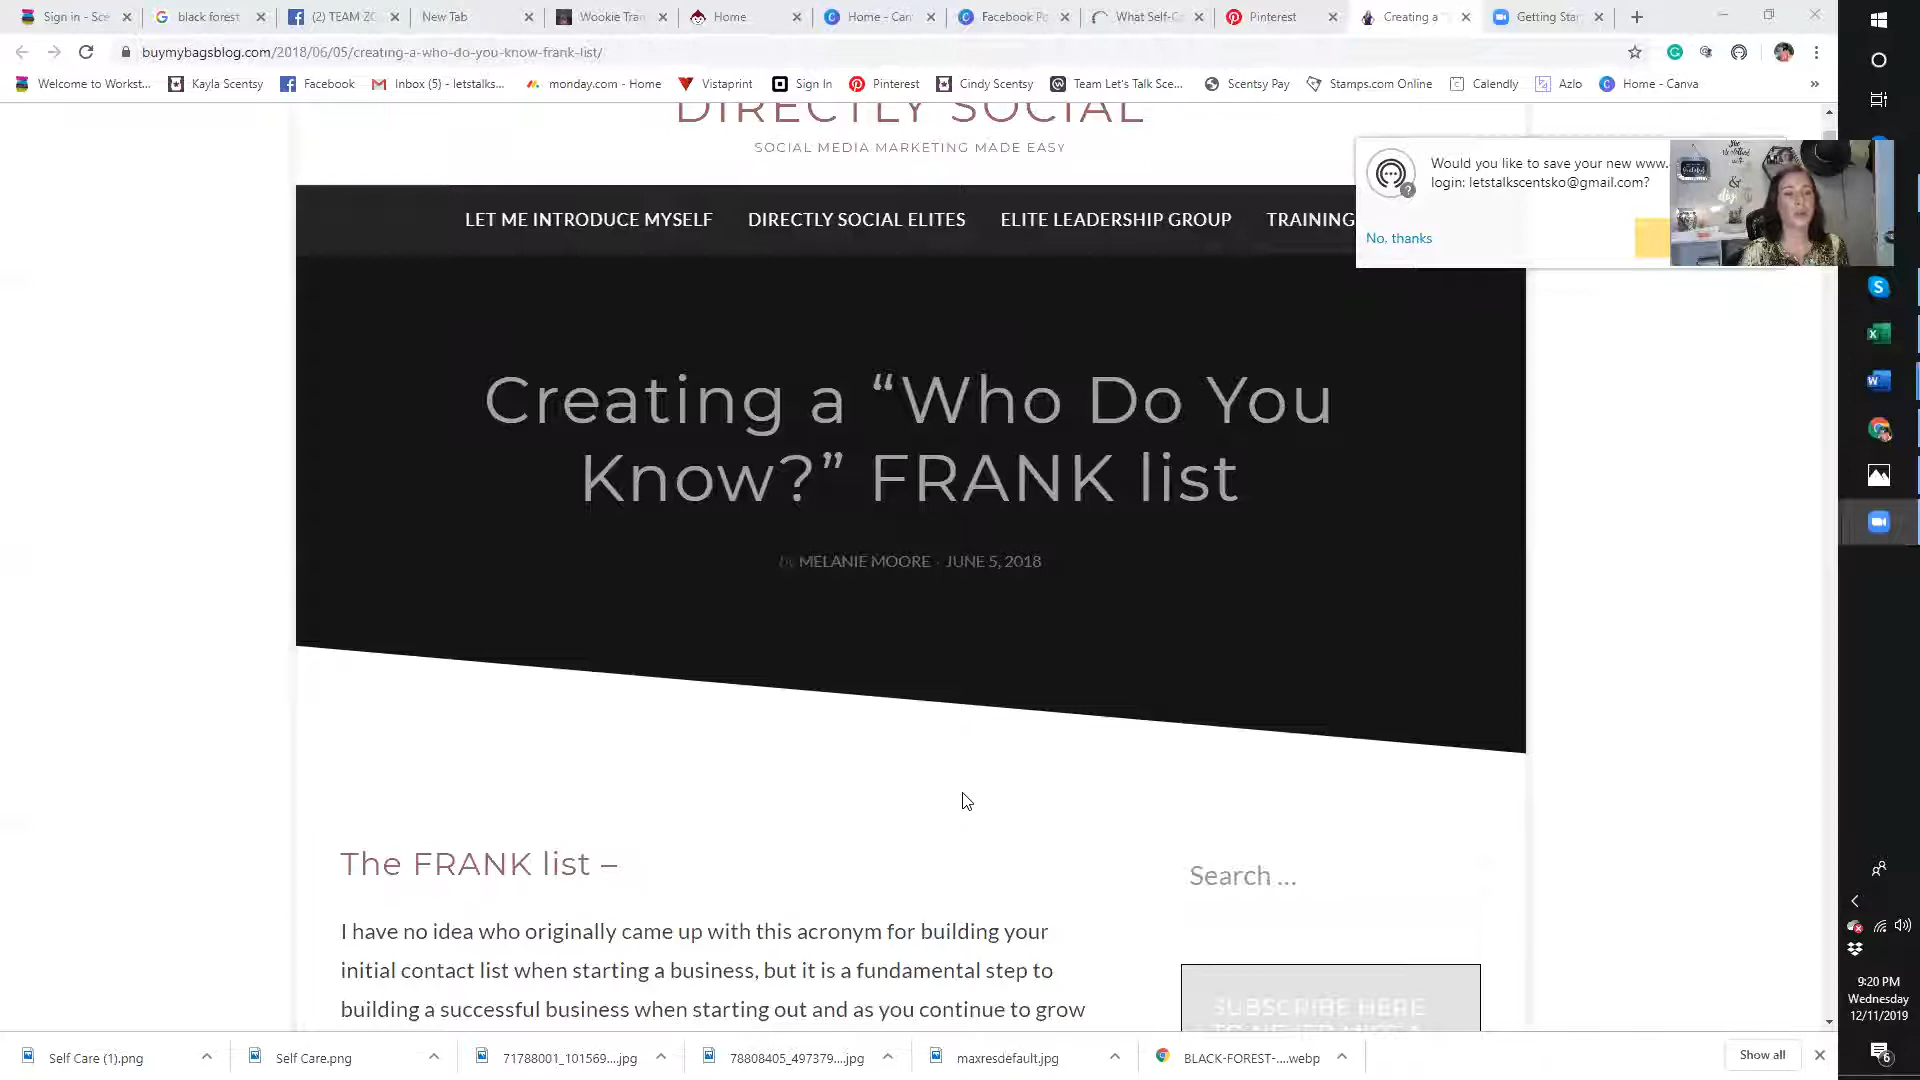 Sign in - Sce
black forest
(2) TEAM ZO
New Tab
Wookie Tran
Home
Home - Can
Facebook Po
What Self-Ca
Pinterest
Creating a "
Getting Star
buymybagsblog.com/2018/06/05/creating-a-who-do-you-know-frank-list/
Welcome to Workst...
Kayla Scentsy
Facebook
Inbox (5) - letstalks...
monday.com - Home
Vistaprint
Sign In
Pinterest
Cindy Scentsy
Team Let's Talk Sce...
Scentsy Pay
Stamps.com Online
Calendly
Azlo
Home - Canva
»
DIRECTLY SOCIAL
SOCIAL MEDIA MARKETING MADE EASY
Would you like to save your new www.
login: letstalkscentsko@gmail.com?
No, thanks
LET ME INTRODUCE MYSELF
DIRECTLY SOCIAL ELITES
ELITE LEADERSHIP GROUP
TRAINING
Creating a “Who Do You
Know?” FRANK list
by MELANIE MOORE · JUNE 5, 2018
The FRANK list –
Search …
I have no idea who originally came up with this acronym for building your
initial contact list when starting a business, but it is a fundamental step to
building a successful business when starting out and as you continue to grow
SUBSCRIBE HERE
TO NEVER MISS A
9:20 PM
Wednesday
12/11/2019
6
Self Care (1).png
Self Care.png
71788001_101569....jpg
78808405_497379....jpg
maxresdefault.jpg
BLACK-FOREST-....webp
Show all